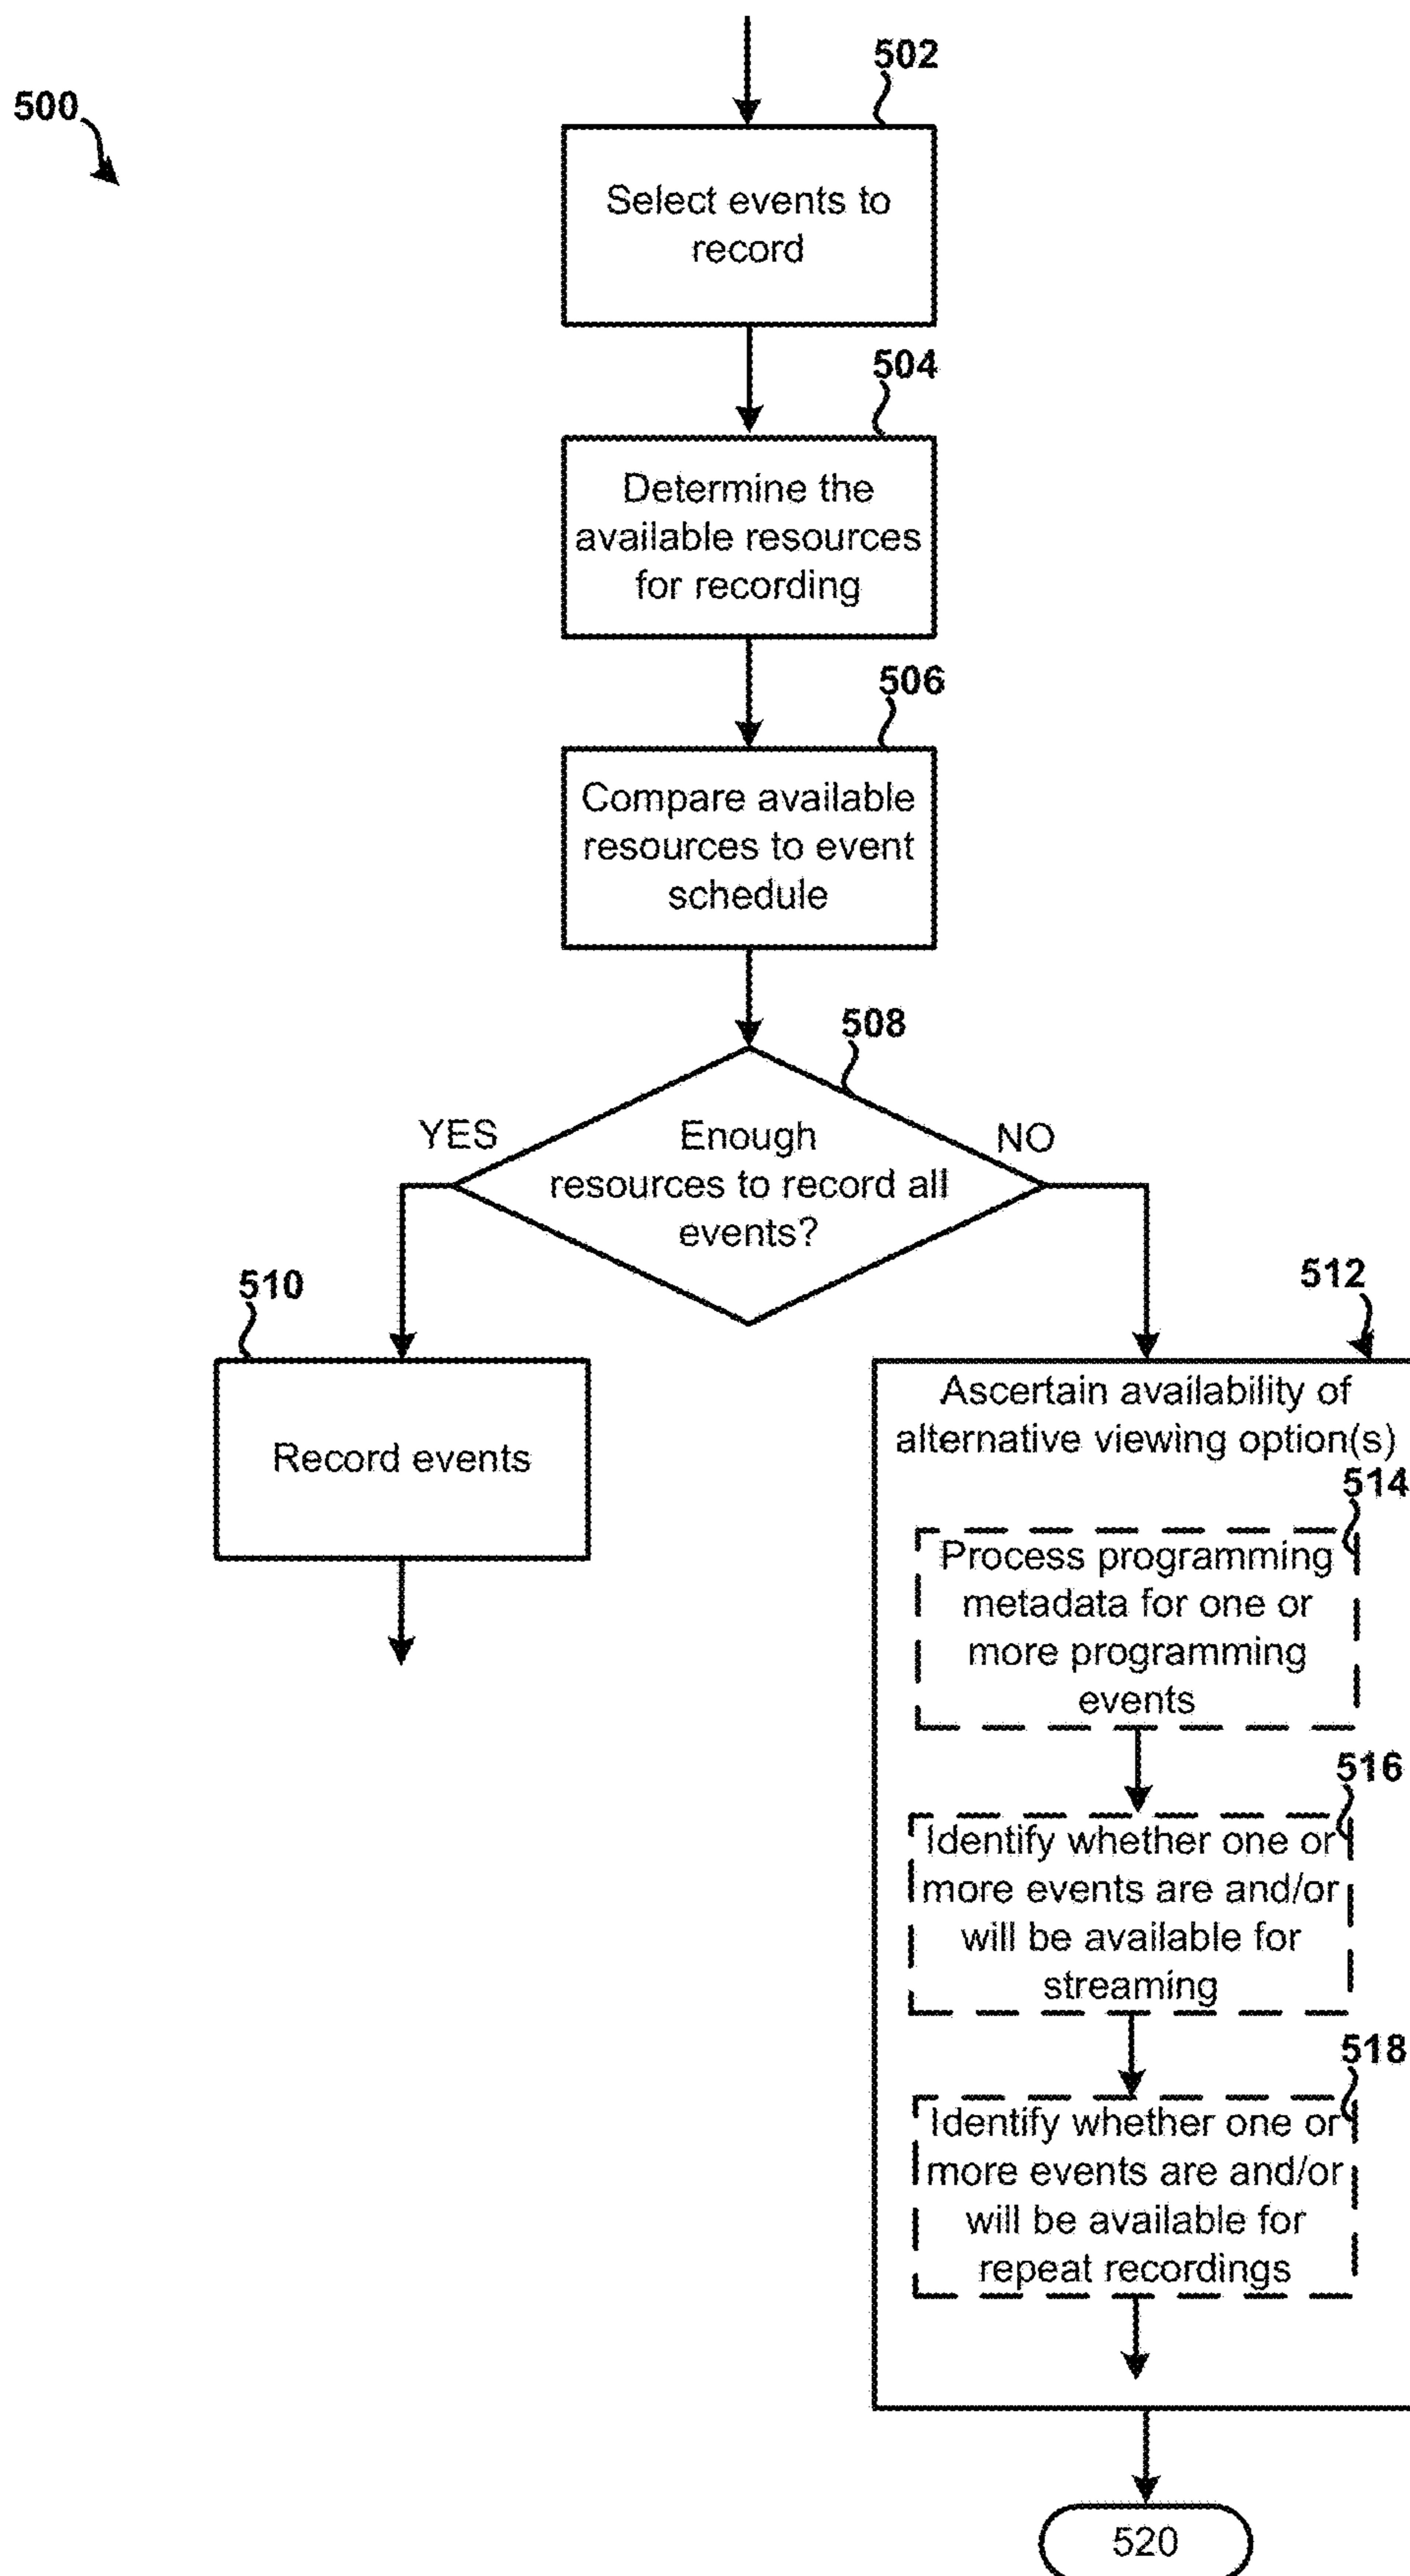 502
500
Select events to
record
504
Determine the
available resources
for recording
506
Compare available
resources to event
schedule
508
YES
Enough
resources to record all
events?
NO
510
Record events
512
Ascertain availability of
alternative viewing option(s)
514
Process programming
metadata for one or
more programming
events
516
Identify whether one or
more events are and/or
will be available for
streaming
518
Identify whether one or
more events are and/or
will be available for
repeat recordings
520